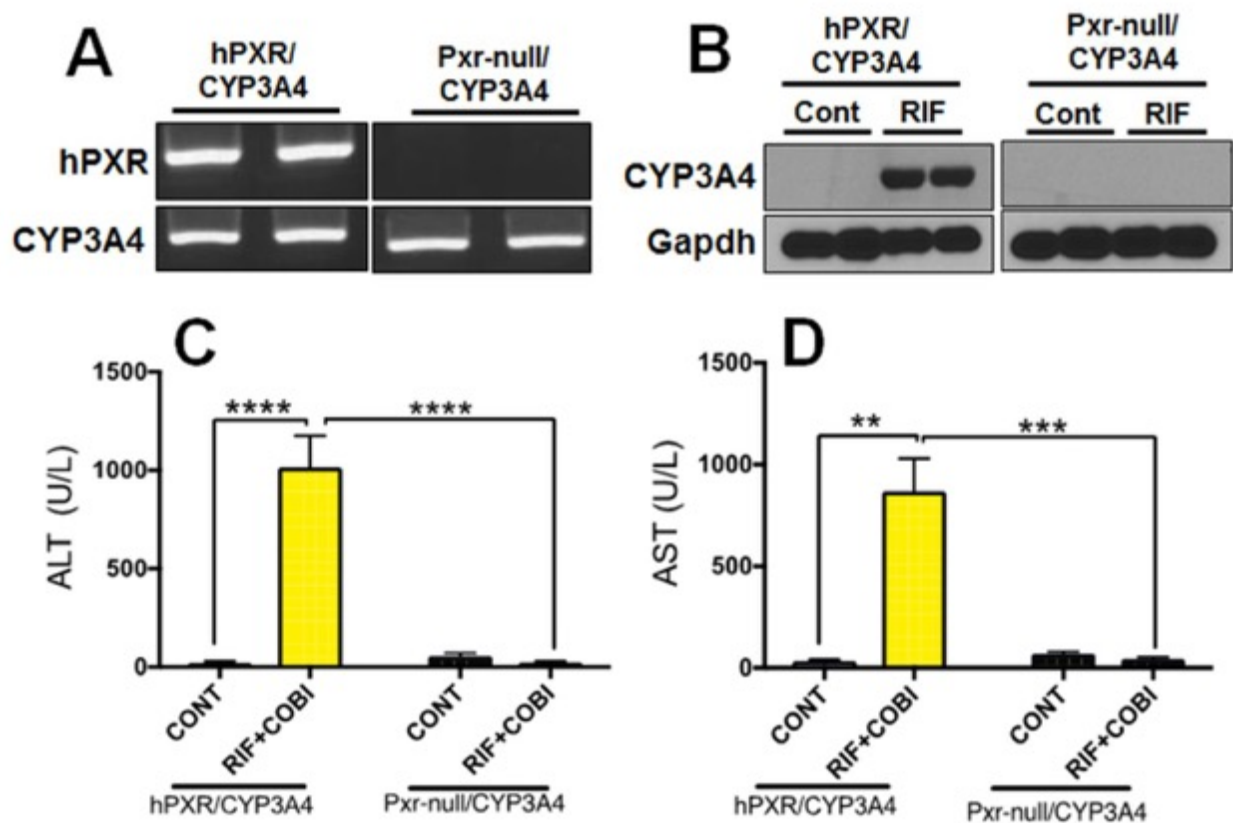 A
hPXR/
CYP3A4
Pxr-null/
CYP3A4
hPXR
CYP3A4
B
hPXR/
CYP3A4
Pxr-null/
CYP3A4
Cont RIF Cont RIF
CYP3A4
Gapdh
C
ALT (U/L)
1500
1000
500
0
****
****
CONT
RIF+COBI
CONT
RIF+COBI
hPXR/CYP3A4
Pxr-null/CYP3A4
D
AST (U/L)
1500
1000
500
0
**
***
CONT
RIF+COBI
CONT
RIF+COBI
hPXR/CYP3A4
Pxr-null/CYP3A4